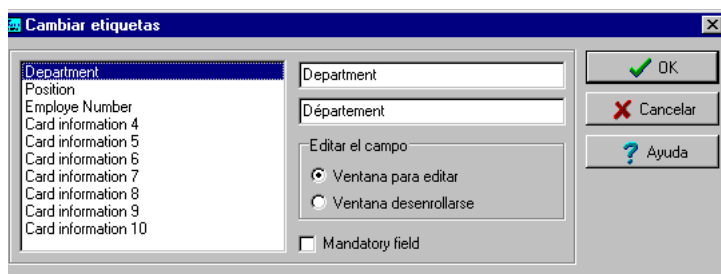 Cambiar etiquetas
Department
Position
Employe Number
Card information 4
Card information 5
Card information 6
Card information 7
Card information 8
Card information 9
Card information 10
Department
Département
Editar el campo
Ventana para editar
Ventana desenrollarse
Mandatory field
OK
Cancelar
Ayuda